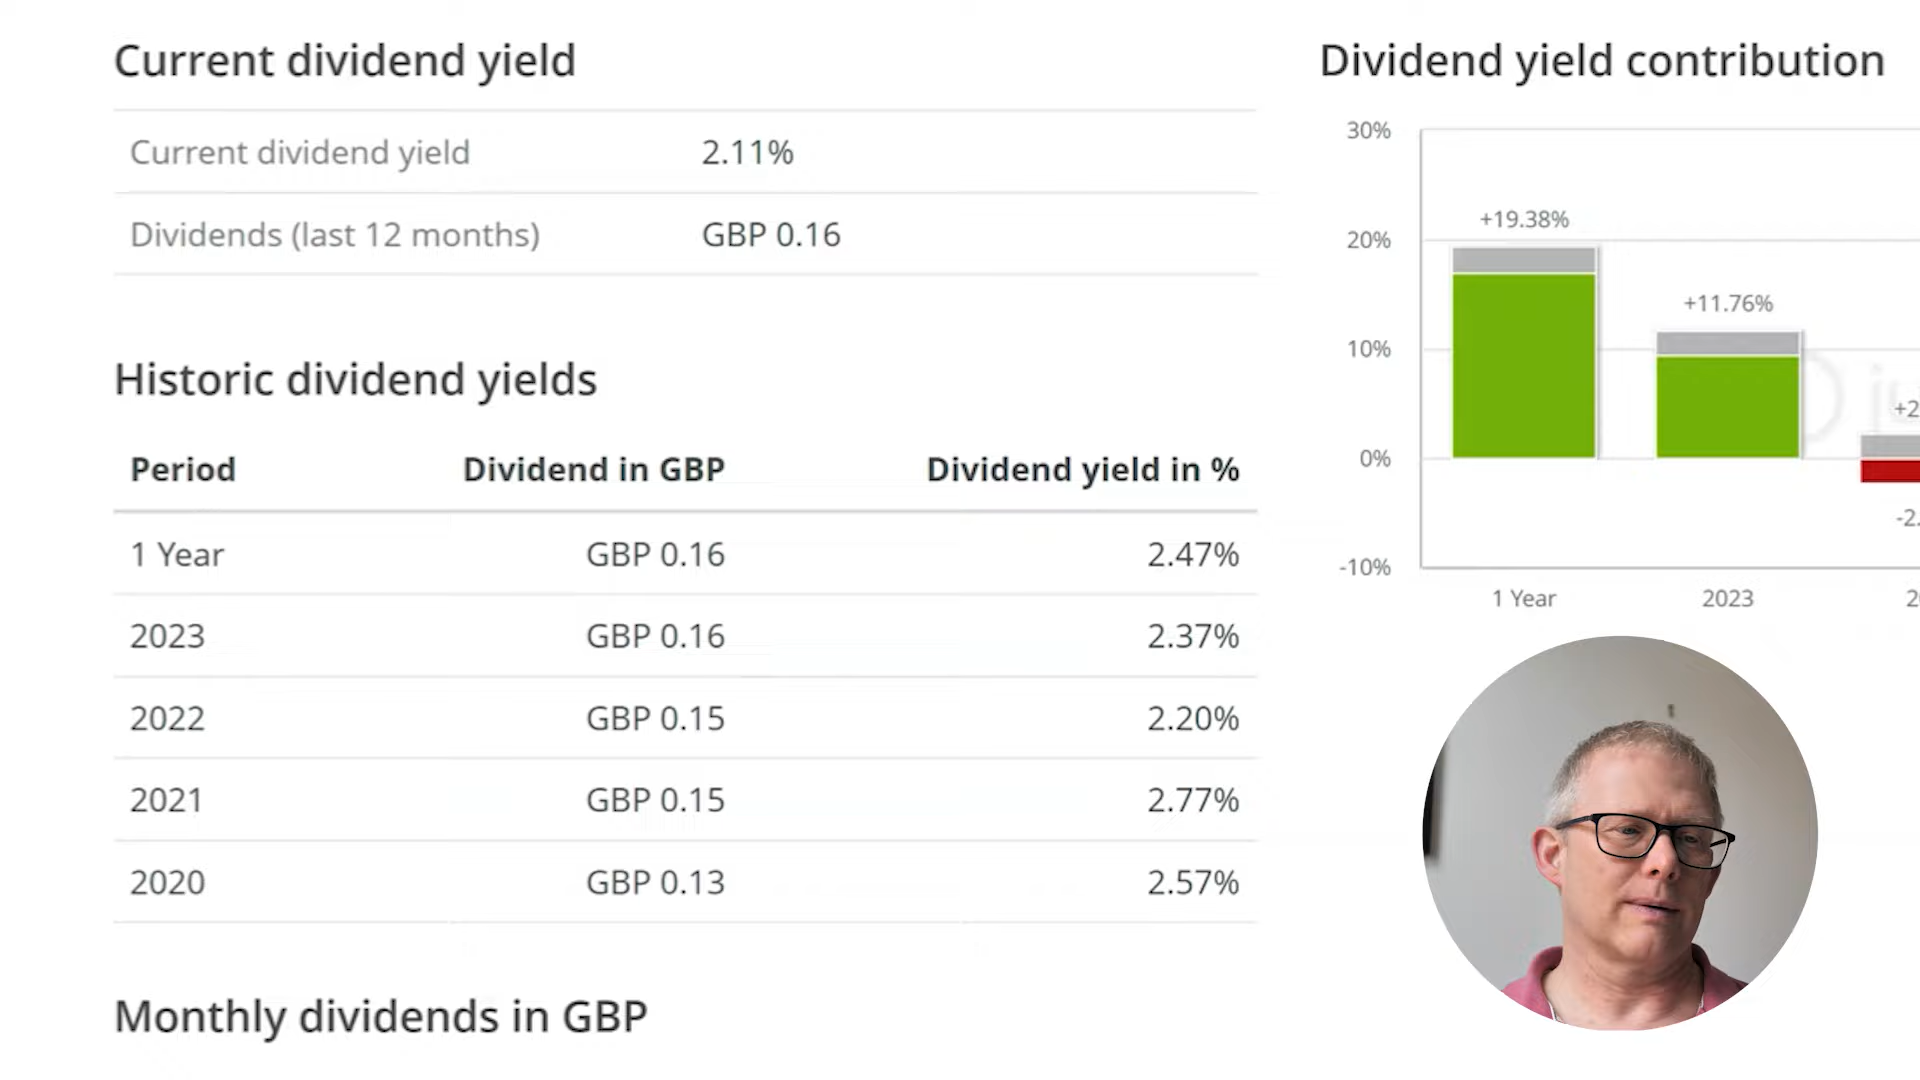 Current dividend yield
Current dividend yield 2.11%
Dividends (last 12 months) GBP 0.16
Historic dividend yields
Period Dividend in GBP Dividend yield in %
1 Year GBP 0.16 2.47%
2023 GBP 0.16 2.37%
2022 GBP 0.15 2.20%
2021 GBP 0.15 2.77%
2020 GBP 0.13 2.57%
Monthly dividends in GBP
Dividend yield contribution
30%
+19.38%
20%
+11.76%
10%
0%
-10%
1 Year 2023